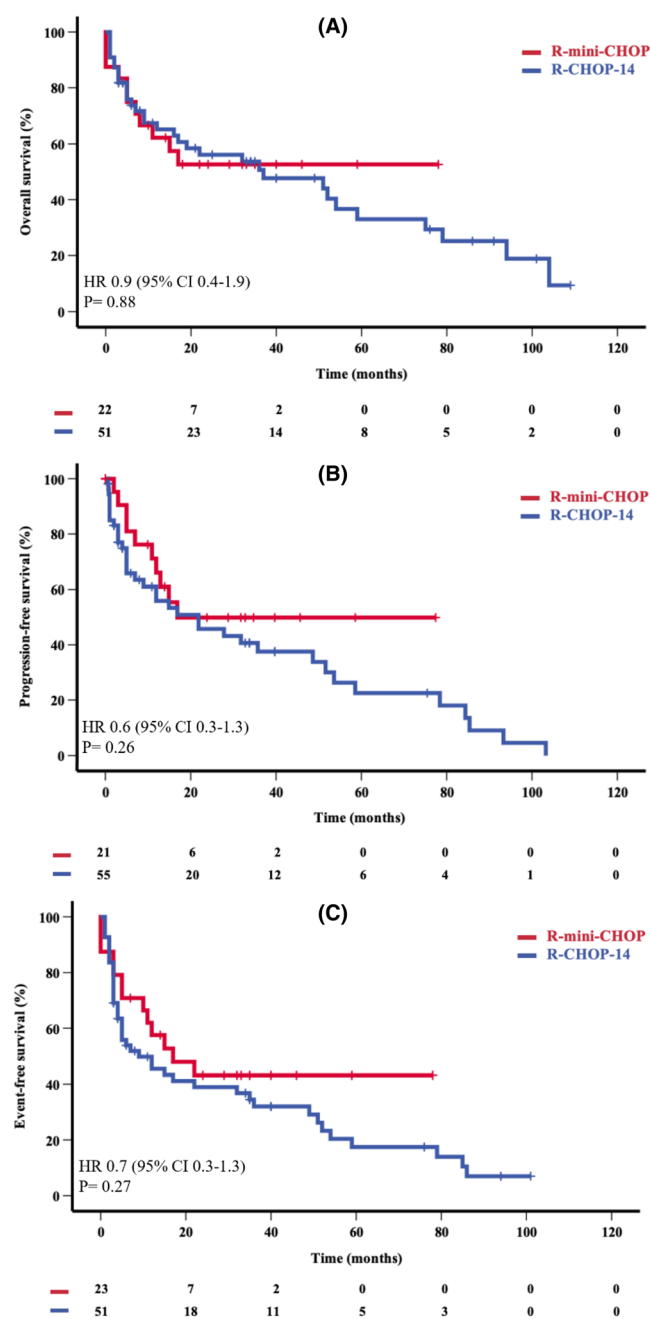 (A)
R-mini-CHOP
R-CHOP-14
Overall survival (%)
100
80
60
40
20
0
HR 0.9 (95% CI 0.4-1.9)
P= 0.88
0 20 40 60 80 100 120
Time (months)
22 7 2 0 0 0 0
51 23 14 8 5 2 0
(B)
R-mini-CHOP
R-CHOP-14
Progression-free survival (%)
100
80
60
40
20
0
HR 0.6 (95% CI 0.3-1.3)
P= 0.26
0 20 40 60 80 100 120
Time (months)
21 6 2 0 0 0 0
55 20 12 6 4 1 0
(C)
R-mini-CHOP
R-CHOP-14
Event-free survival (%)
100
80
60
40
20
0
HR 0.7 (95% CI 0.3-1.3)
P= 0.27
0 20 40 60 80 100 120
Time (months)
23 7 2 0 0 0 0
51 18 11 5 3 0 0